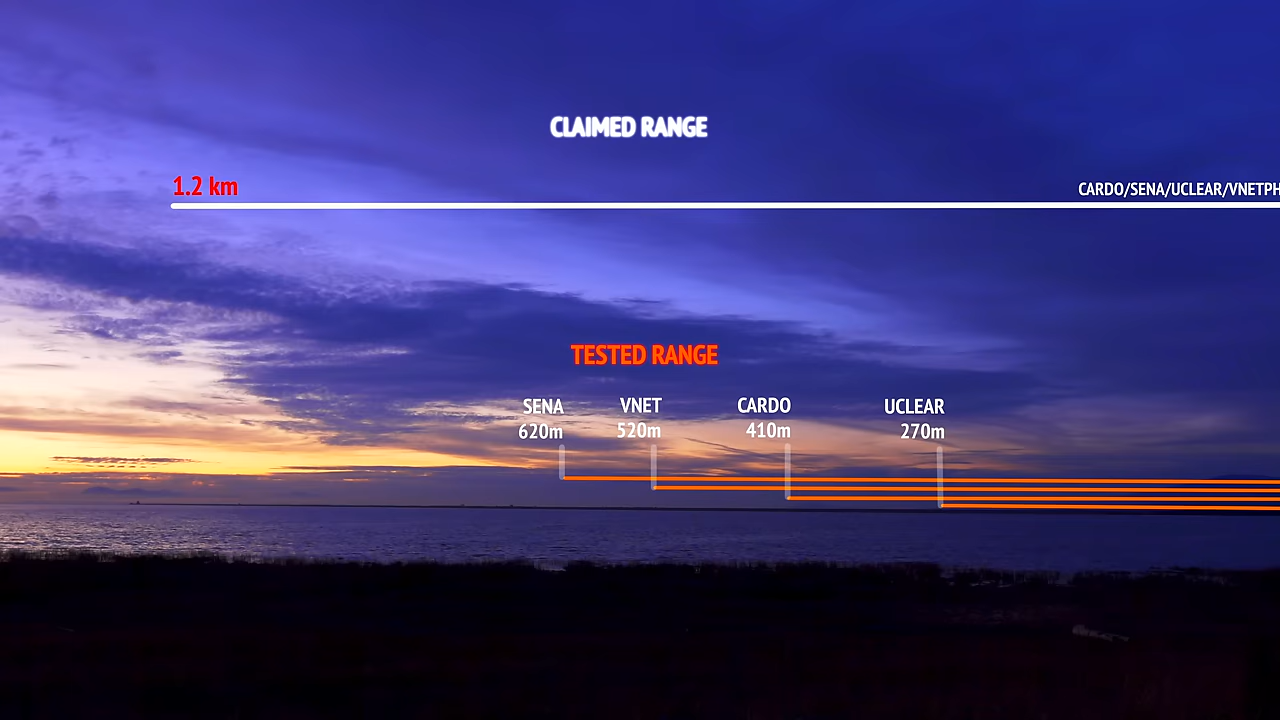 CLAIMED RANGE
1.2 km
CARDO/SENA/UCLEAR/VNETPH
TESTED RANGE
SENA
620m
VNET
520m
CARDO
410m
UCLEAR
270m